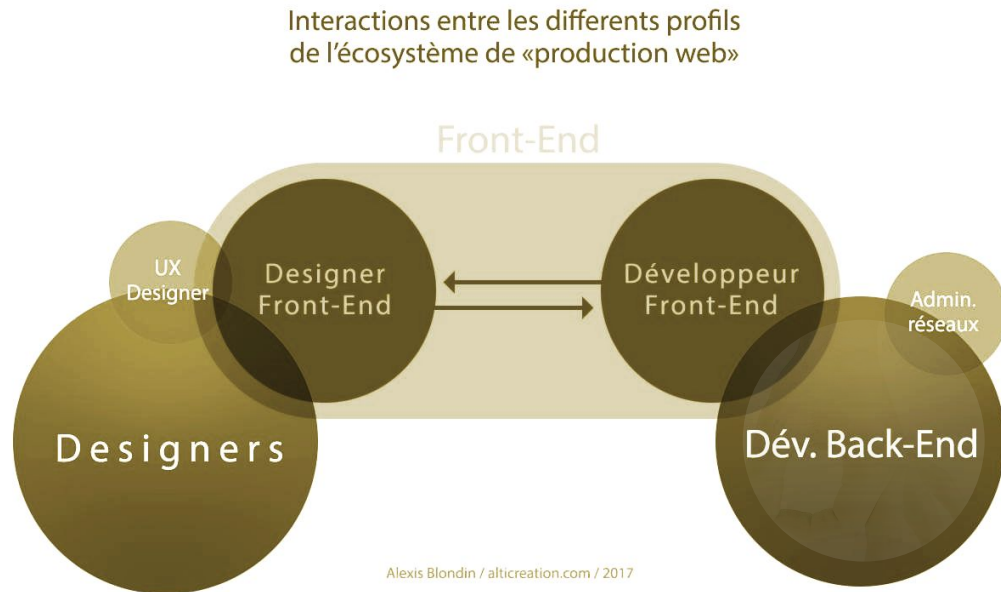 Interactions entre les differents profils
de l'écosystème de «production web»
Front-End
UX
Designer
Designer
Front-End
Développeur
Front-End
Admin.
réseaux
Designers
Dév. Back-End
Alexis Blondin / alticreation.com / 2017